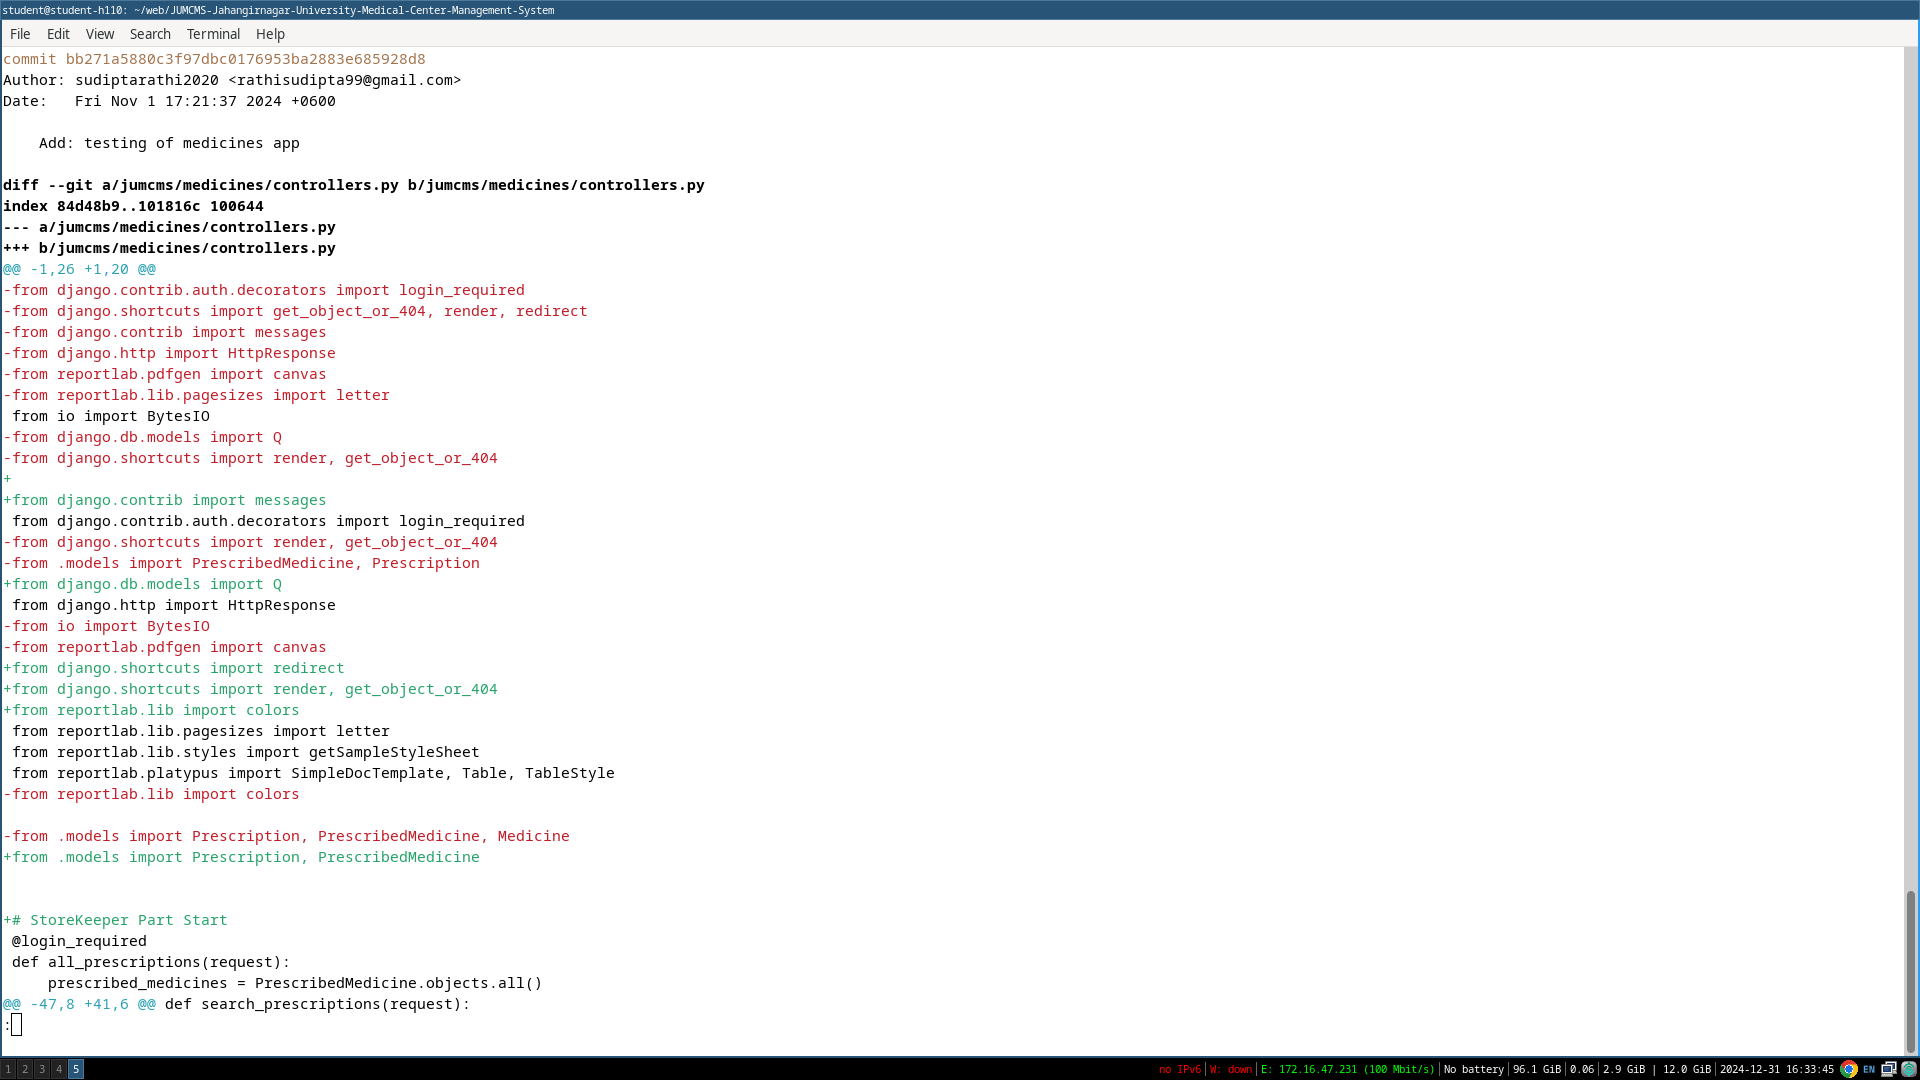 student@student-h110: ~/web/JUMCMS-Jahangirnagar-University-Medical-Center-Management-System
File Edit View Search Terminal Help
commit bb271a5880c3f97dbc0176953ba2883e685928d8
Author: sudiptarathi2020 <rathisudipta99@gmail.com>
Date:   Fri Nov 1 17:21:37 2024 +0600
    Add: testing of medicines app
diff --git a/jumcms/medicines/controllers.py b/jumcms/medicines/controllers.py
index 84d48b9..101816c 100644
--- a/jumcms/medicines/controllers.py
+++ b/jumcms/medicines/controllers.py
@@ -1,26 +1,20 @@
-from django.contrib.auth.decorators import login_required
-from django.shortcuts import get_object_or_404, render, redirect
-from django.contrib import messages
-from django.http import HttpResponse
-from reportlab.pdfgen import canvas
-from reportlab.lib.pagesizes import letter
 from io import BytesIO
-from django.db.models import Q
-from django.shortcuts import render, get_object_or_404
+
+from django.contrib import messages
 from django.contrib.auth.decorators import login_required
-from django.shortcuts import render, get_object_or_404
-from .models import PrescribedMedicine, Prescription
+from django.db.models import Q
 from django.http import HttpResponse
-from io import BytesIO
-from reportlab.pdfgen import canvas
+from django.shortcuts import redirect
+from django.shortcuts import render, get_object_or_404
+from reportlab.lib import colors
 from reportlab.lib.pagesizes import letter
 from reportlab.lib.styles import getSampleStyleSheet
 from reportlab.platypus import SimpleDocTemplate, Table, TableStyle
-from reportlab.lib import colors
-from .models import Prescription, PrescribedMedicine, Medicine
+from .models import Prescription, PrescribedMedicine
+# StoreKeeper Part Start
 @login_required
 def all_prescriptions(request):
     prescribed_medicines = PrescribedMedicine.objects.all()
@@ -47,8 +41,6 @@ def search_prescriptions(request):
:
1 2 3 4 5 no IPv6 | W: down | E: 172.16.47.231 (100 Mbit/s) | No battery | 96.1 GiB | 0.06 | 2.9 GiB | 12.0 GiB | 2024-12-31 16:33:45 EN